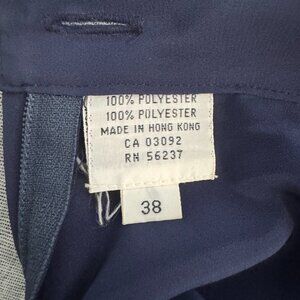 100% POLYESTER
100% POLYESTER
MADE IN HONG KONG
CA 03092
RN 56237
38